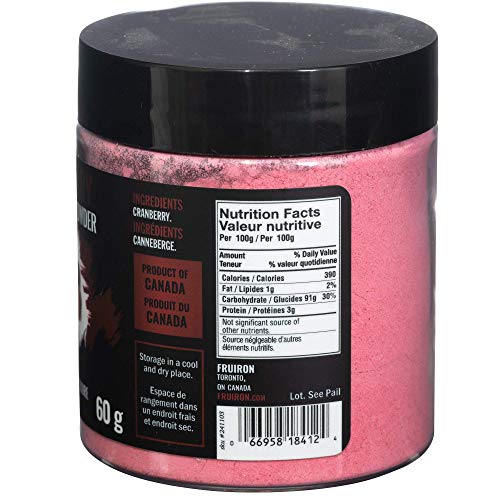 WDER
INGREDIENTS
CRANBERRY.
INGRÉDIENTS
CANNEBERGE.
PRODUCT OF
CANADA
PRODUIT DU
CANADA
Storage in a cool
and dry place.
Espace de
rangement dans
un endroit frais
et endroit sec.
60 g
Nutrition Facts
Valeur nutritive
Per 100g / Per 100g
Amount % Daily Value
Teneur % valeur quotidienne
Calories / Calories 390
Fat / Lipides 1g 2%
Carbohydrate / Glucides 91g 30%
Protein / Protéines 3g
Not significant source of
other nutrients.
Source négligeable d'autres
éléments nutritifs.
FRUIRON
TORONTO,
ON CANADA
FRUIRON.COM
Lot. See Pail
sku #241103
0 66958 18412 4